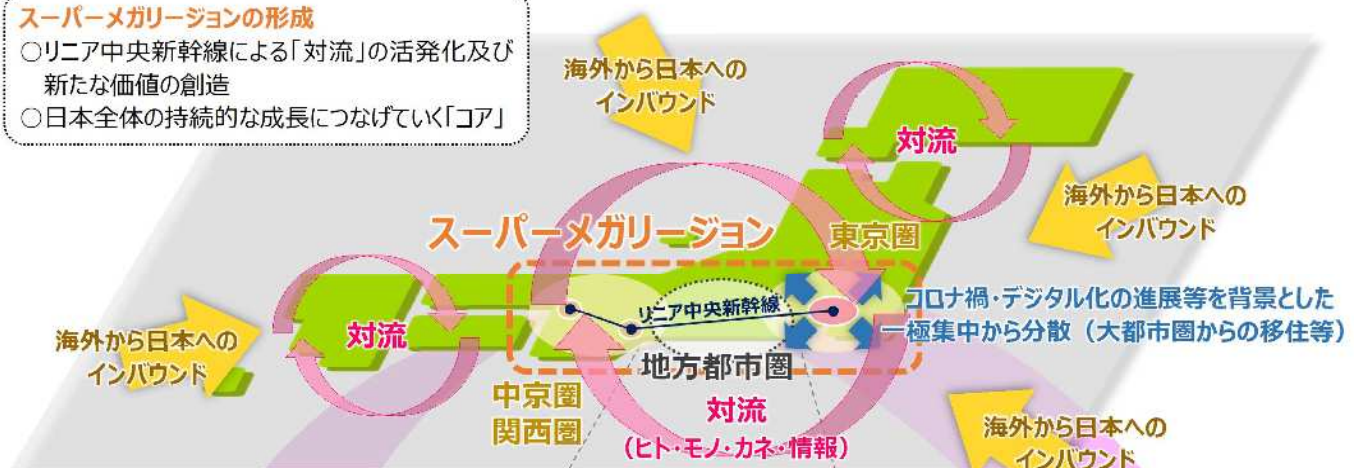 スーパーメガリージョンの形成
○リニア中央新幹線による「対流」の活発化及び
新たな価値の創造
○日本全体の持続的な成長につなげていく「コア」
海外から日本への
インバウンド
対流
海外から日本への
インバウンド
スーパーメガリージョン
東京圏
コロナ禍・デジタル化の進展等を背景とした
一極集中から分散（大都市圏からの移住等）
リニア中央新幹線
対流
海外から日本への
インバウンド
地方都市圏
中京圏
関西圏
対流
（ヒト・モノ・カネ・情報）
海外から日本への
インバウンド